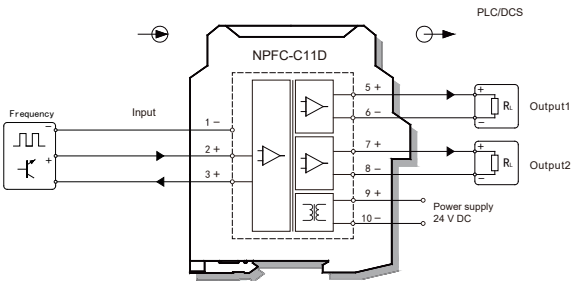 PLC/DCS
NPFC-C11D
Frequency
Input
1 −
2 +
3 +
5 +
6 −
7 +
8 −
9 +
10 −
− 
+
+
RL
−
Output1
+
RL
−
Output2
Power supply
24 V DC